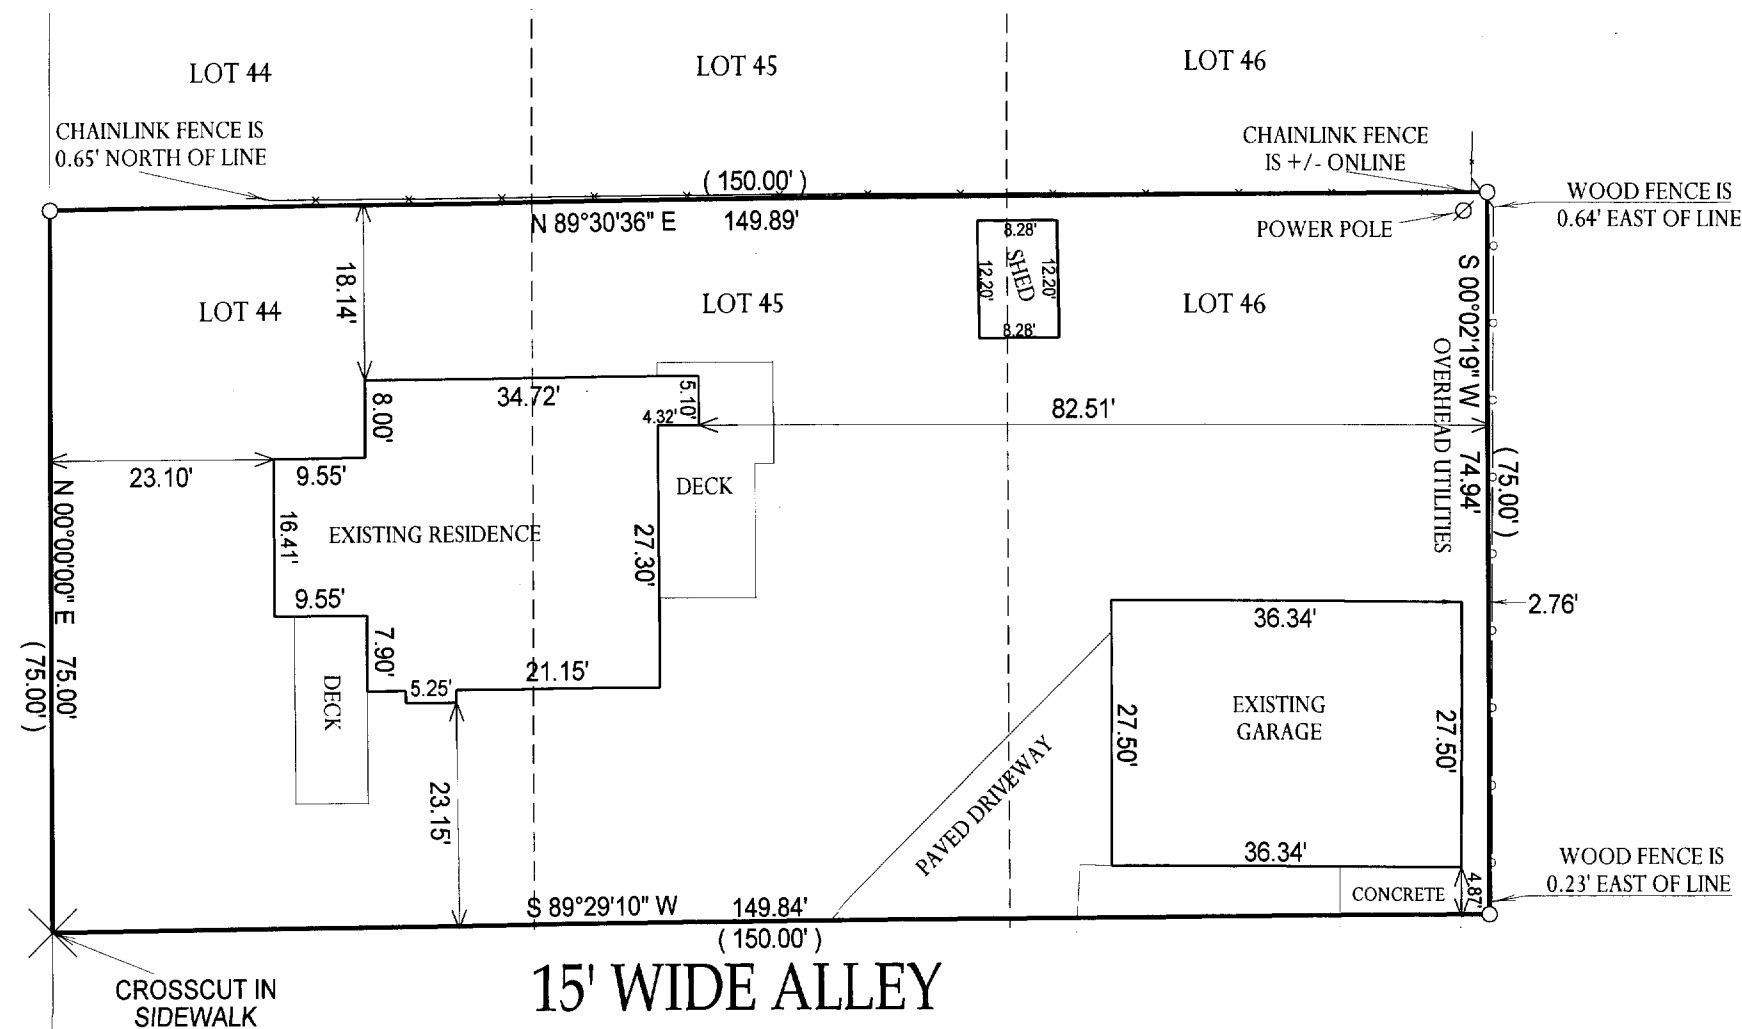 LOT 44
LOT 45
LOT 46
CHAINLINK FENCE IS
0.65' NORTH OF LINE
CHAINLINK FENCE
IS +/- ONLINE
( 150.00' )
N 89°30'36" E 149.89'
WOOD FENCE IS
0.64' EAST OF LINE
POWER POLE
8.28'
12.20'
SHED
12.20'
8.28'
18.14'
LOT 44
LOT 45
LOT 46
S 00°02'19" W 74.94'
( 75.00' )
OVERHEAD UTILITIES
34.72'
5.10'
4.32'
8.00'
82.51'
23.10'
9.55'
DECK
N 00°00'00" E 75.00'
( 75.00' )
16.41'
EXISTING RESIDENCE
27.30'
9.55'
7.90'
5.25'
21.15'
DECK
23.15'
36.34'
2.76'
27.50'
EXISTING
GARAGE
27.50'
PAVED DRIVEWAY
36.34'
CONCRETE
4.87'
WOOD FENCE IS
0.23' EAST OF LINE
S 89°29'10" W 149.84'
( 150.00' )
15' WIDE ALLEY
CROSSCUT IN
SIDEWALK